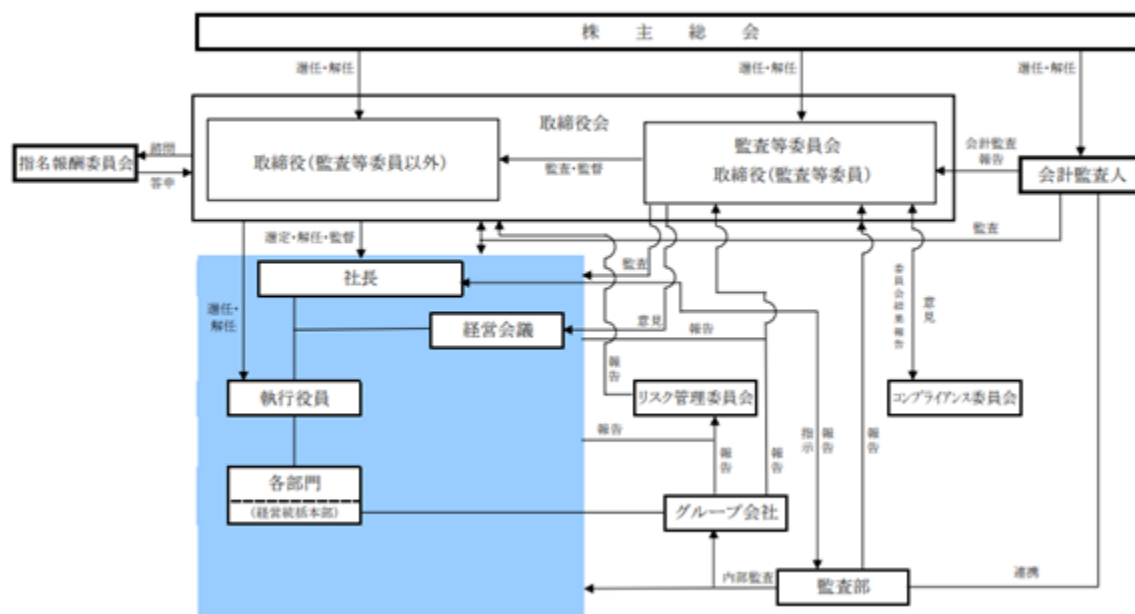 株主総会
選任・解任
選任・解任
選任・解任
取締役会
指名報酬委員会
諮問
答申
取締役(監査等委員以外)
監査・監督
監査等委員会
取締役(監査等委員)
会計監査
報告
会計監査人
選定・解任・監督
監査
社長
監査
選任・
解任
経営会議
意見
報告
委員会結果報告
意見
執行役員
報告
リスク管理委員会
コンプライアンス委員会
報告
報告
報告
指示
報告
報告
各部門
(経営統括本部)
グループ会社
内部監査
監査部
連携